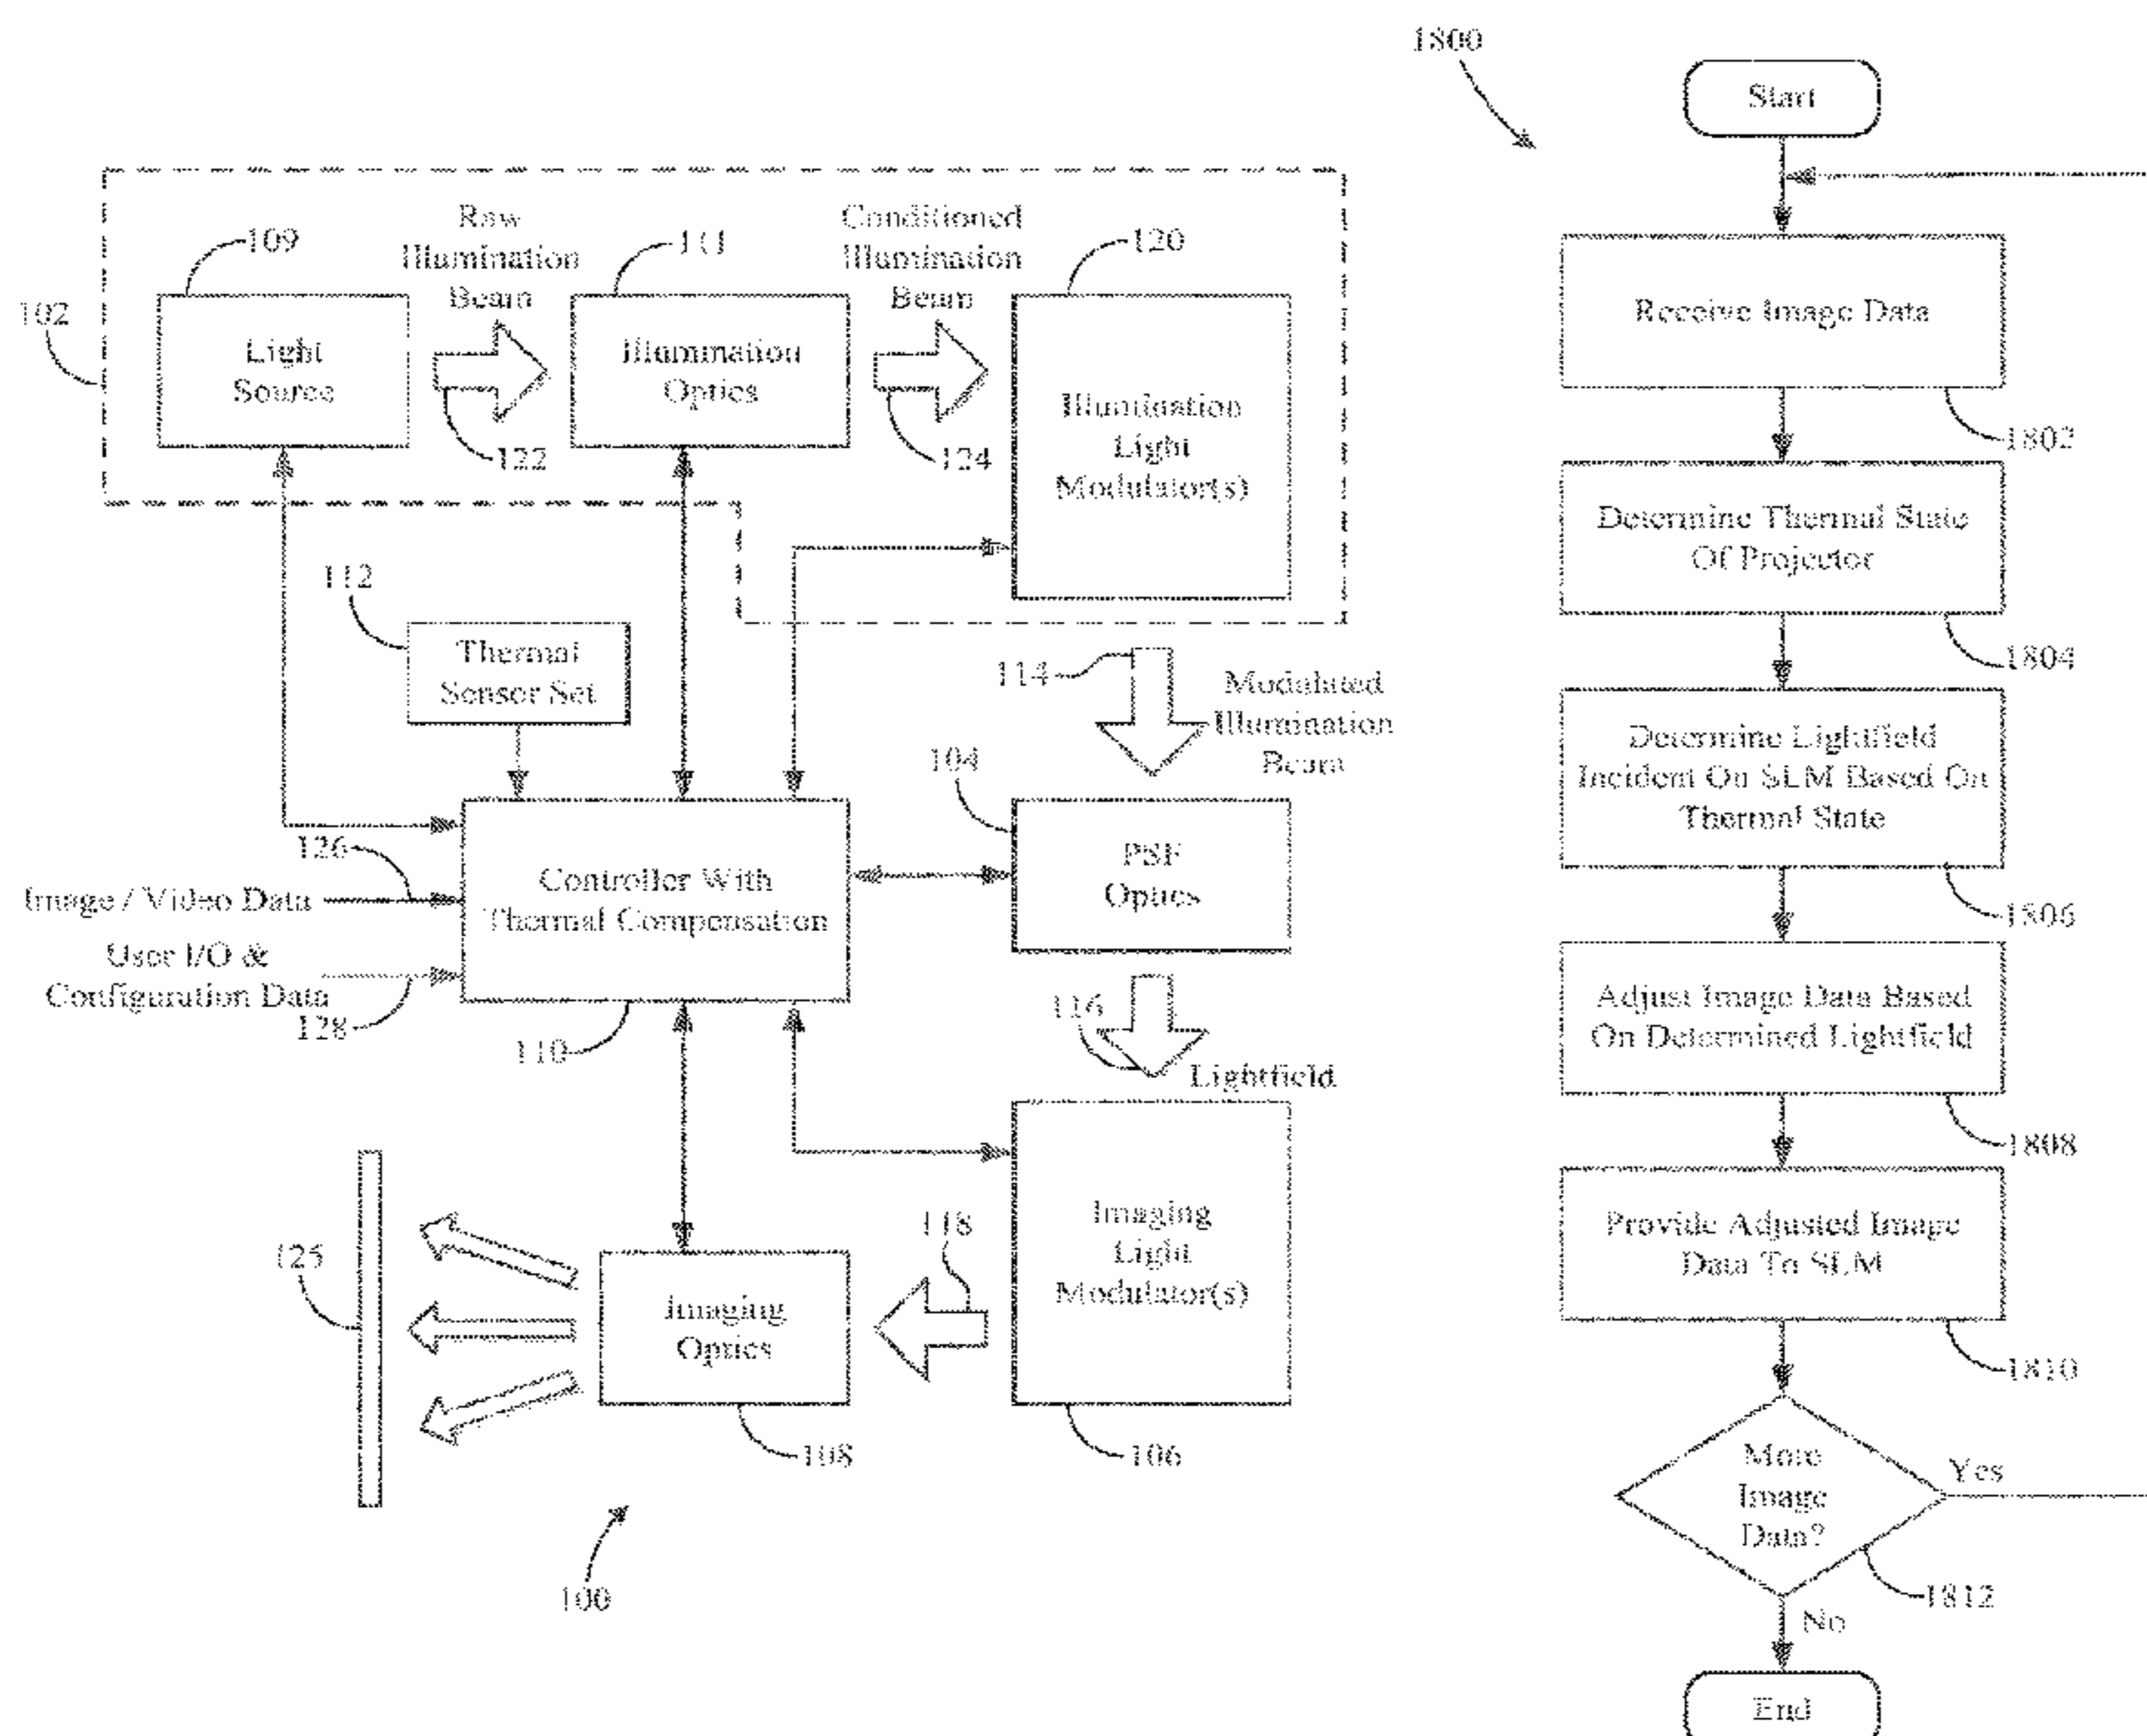 102
109
Light
Source
Raw
Illumination
Beam
122
111
Illumination
Optics
Conditioned
Illumination
Beam
124
120
Illumination
Light
Modulator(s)
112
Thermal
Sensor Set
114
Modulated
Illumination
Beam
104
PSF
Optics
126
Image / Video Data
User I/O &
Configuration Data
128
Controller With
Thermal Compensation
110
116
Lightfield
Imaging
Light
Modulator(s)
106
118
Imaging
Optics
108
125
100
1800
Start
Receive Image Data
1802
Determine Thermal State
Of Projector
1804
Determine Lightfield
Incident On SLM Based On
Thermal State
1806
Adjust Image Data Based
On Determined Lightfield
1808
Provide Adjusted Image
Data To SLM
1810
More
Image
Data?
Yes
1812
No
End